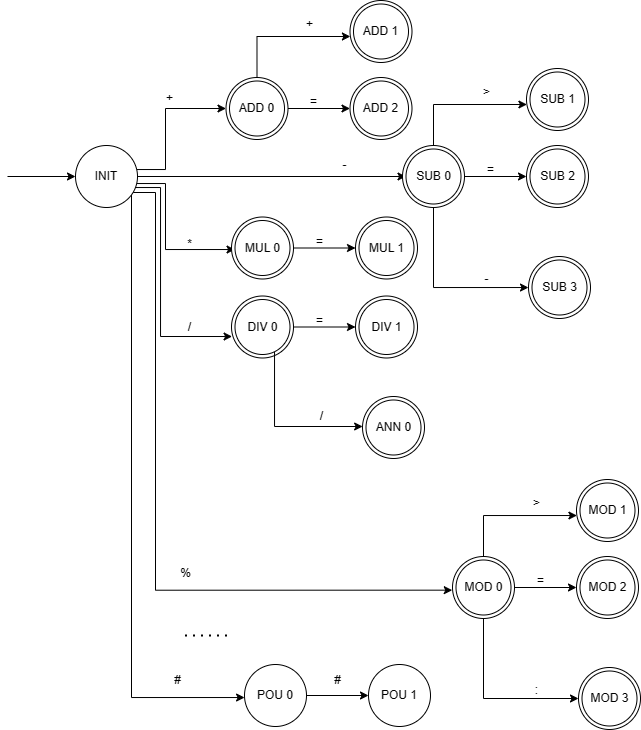 +
ADD 1
+
ADD 0
=
ADD 2
>
SUB 1
INIT
-
SUB 0
=
SUB 2
*
MUL 0
=
MUL 1
-
SUB 3
/
DIV 0
=
DIV 1
/
ANN 0
>
MOD 1
%
MOD 0
=
MOD 2
......
#
POU 0
#
POU 1
:
MOD 3